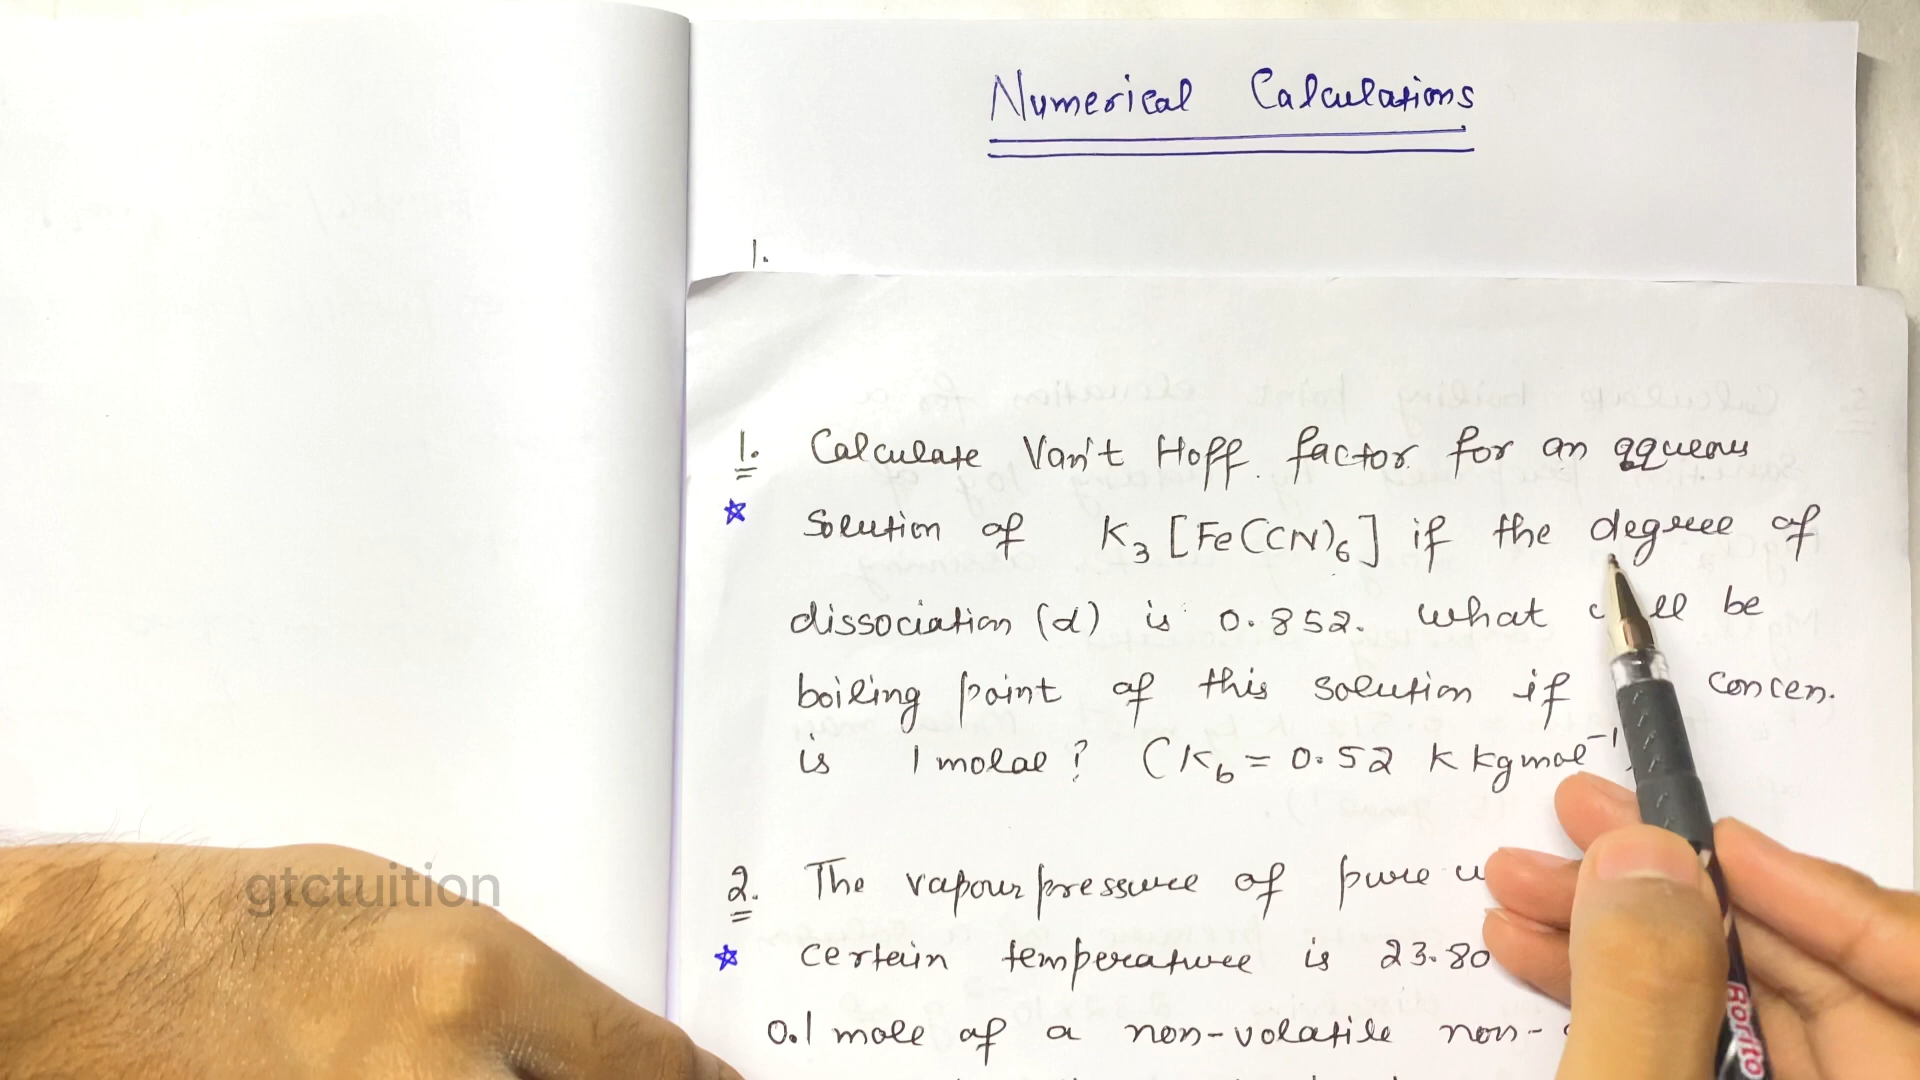 Numerical Calculations
1.
1. Calculate Van't Hoff factor for an aqueous
solution of K₃[Fe(CN)₆] if the degree of
dissociation (α) is 0.852. What be
boiling point of this solution if concen.
is 1 molal? (Kb = 0.52 K kg mol⁻¹
2. The vapour pressure of pure
certain temperature is 23.80
0.1 mole of a non-volatile non-
gtctuition
Rorito